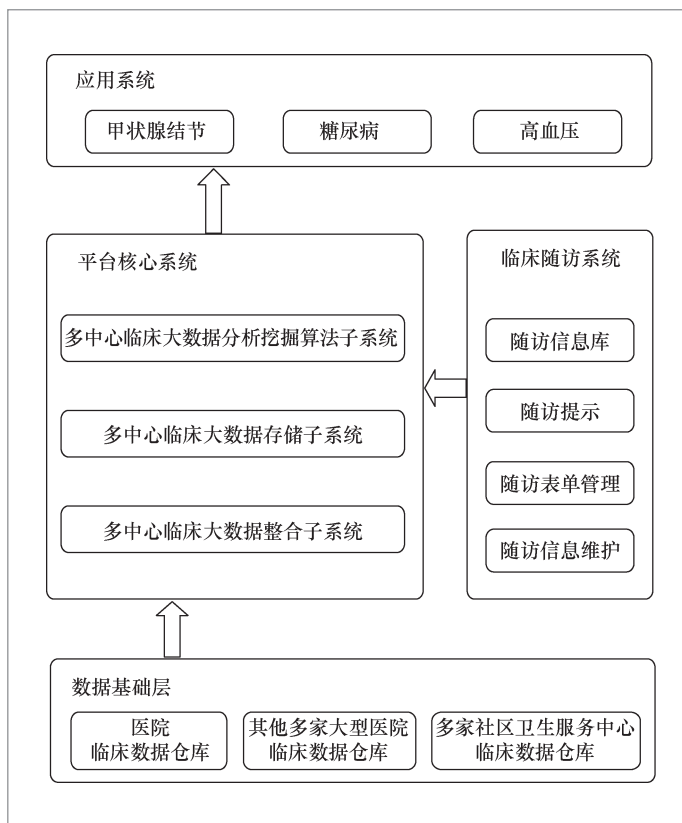 应用系统
甲状腺结节
糖尿病
高血压
平台核心系统
多中心临床大数据分析挖掘算法子系统
多中心临床大数据存储子系统
多中心临床大数据整合子系统
临床随访系统
随访信息库
随访提示
随访表单管理
随访信息维护
数据基础层
医院
临床数据仓库
其他多家大型医院
临床数据仓库
多家社区卫生服务中心
临床数据仓库